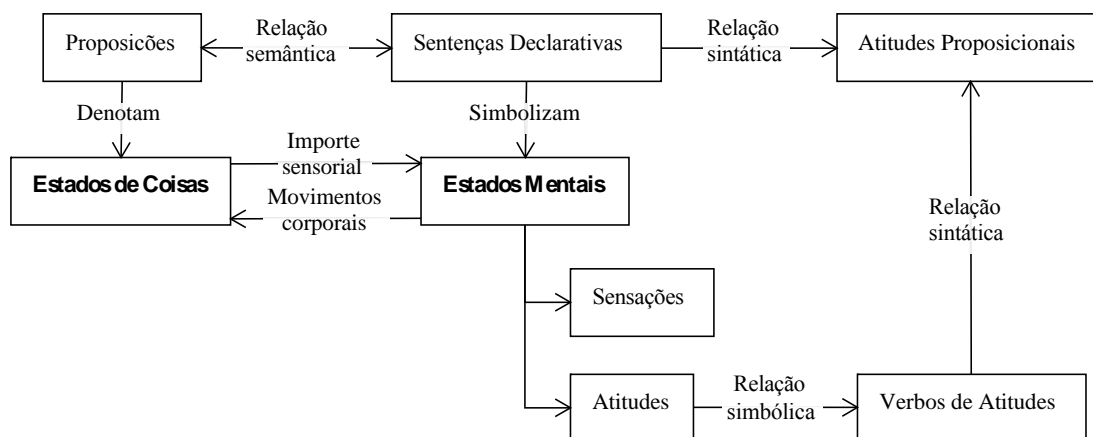 Proposicões
Relação
semântica
Sentenças Declarativas
Relação
sintática
Atitudes Proposicionais
Denotam
Simbolizam
Estados de Coisas
Importe
sensorial
Estados Mentais
Movimentos
corporais
Relação
sintática
Sensações
Atitudes
Relação
simbólica
Verbos de Atitudes